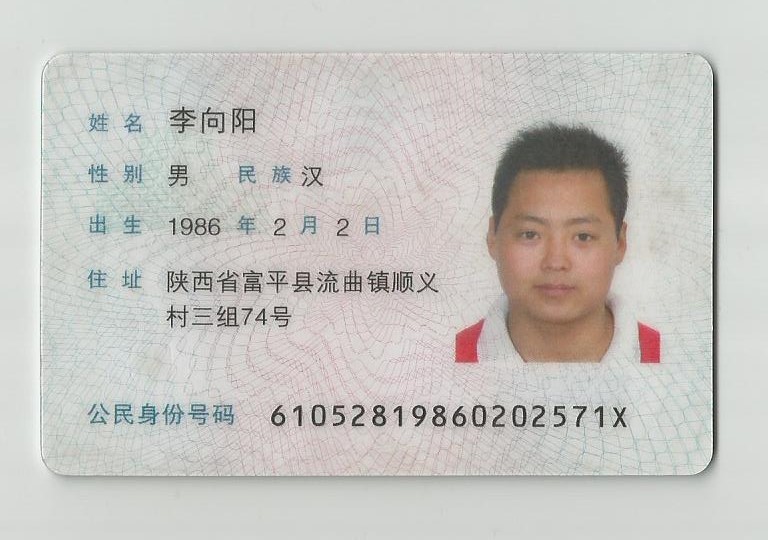 姓名 李向阳
性别 男 民族 汉
出生 1986 年 2 月 2 日
住址 陕西省富平县流曲镇顺义
村三组74号
公民身份号码 61052819860202571X